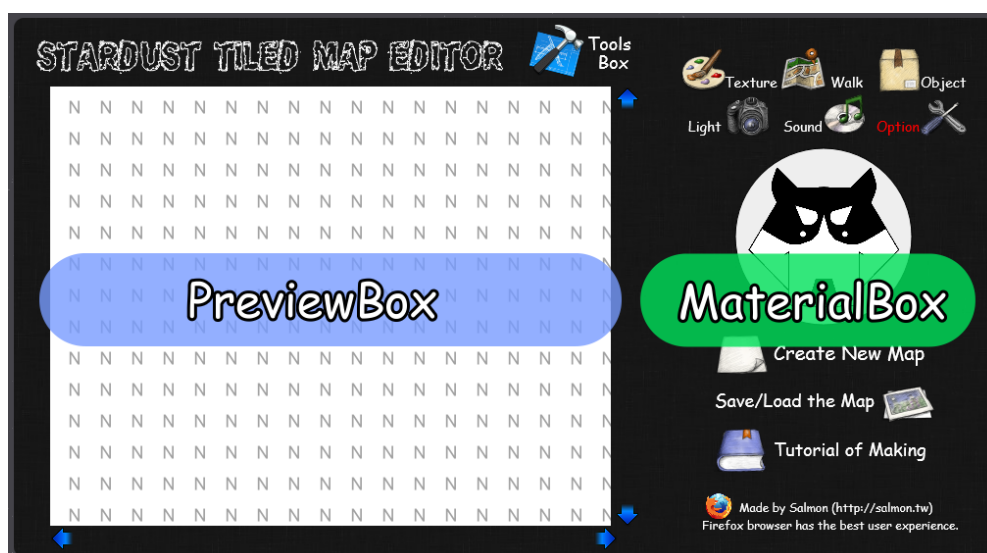 STARDUST TILED MAP EDITOR
Tools
Box
Texture Walk Object
Light Sound Option
N N N N N N N N N N N N N N N N N N
N N N N N N N N N N N N N N N N N N
N N N N N N N N N N N N N N N N N N
N N N N N N N N N N N N N N N N N N
N N N N N N N N N N N N N N N N N N
N N N N N N N N N N N N N N N N N N
N N N N N N N N N N N N N N N N N N
PreviewBox
MaterialBox
N N N N N N N N N N N N N N N N N N
N N N N N N N N N N N N N N N N N N
N N N N N N N N N N N N N N N N N N
N N N N N N N N N N N N N N N N N N
N N N N N N N N N N N N N N N N N N
N N N N N N N N N N N N N N N N N N
N N N N N N N N N N N N N N N N N N
Create New Map
Save/Load the Map
Tutorial of Making
Made by Salmon (http://salmon.tw)
Firefox browser has the best user experience.